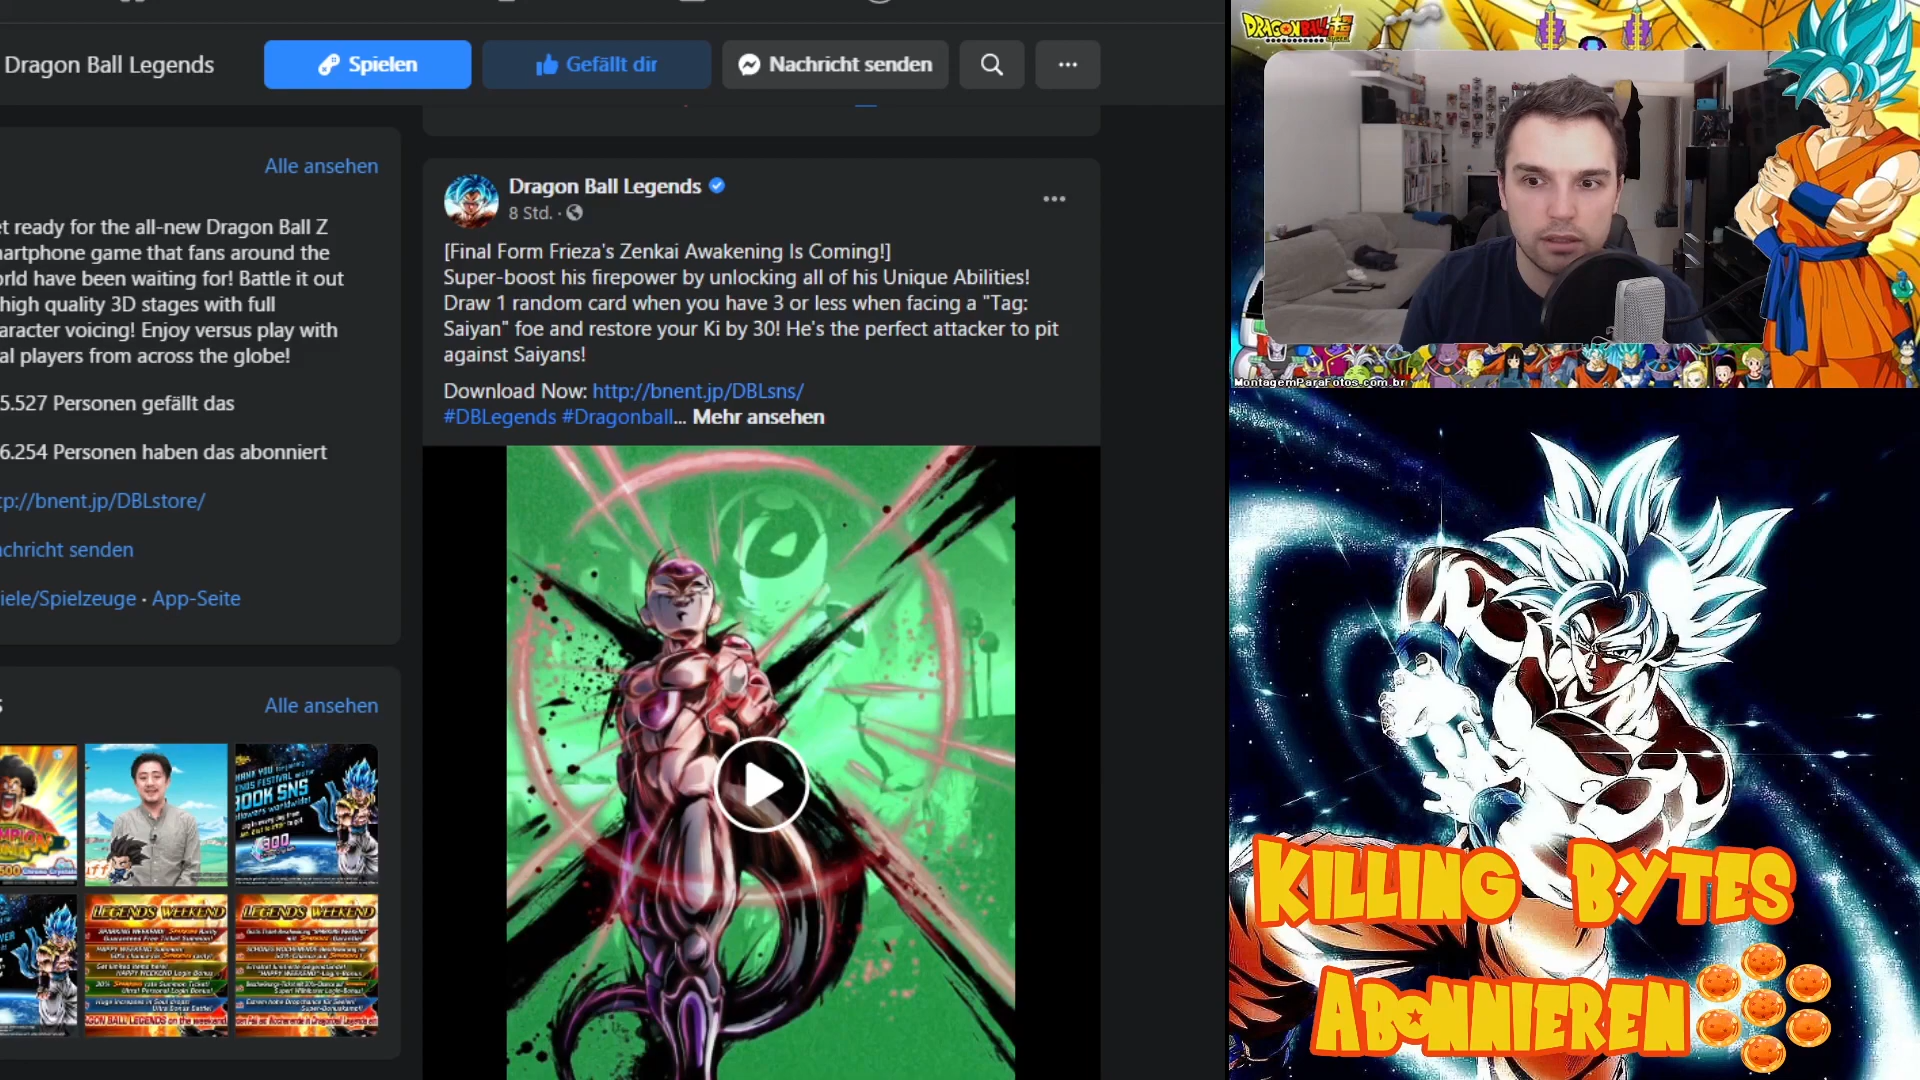 Dragon Ball Legends
Spielen
Gefällt dir
Nachricht senden
Alle ansehen
et ready for the all-new Dragon Ball Z
martphone game that fans around the
orld have been waiting for! Battle it out
high quality 3D stages with full
aracter voicing! Enjoy versus play with
al players from across the globe!
5.527 Personen gefällt das
6.254 Personen haben das abonniert
tp://bnent.jp/DBLstore/
achricht senden
iele/Spielzeuge · App-Seite
s
Alle ansehen
LEGENDS WEEKEND
LEGENDS WEEKEND
Dragon Ball Legends
8 Std. ·
[Final Form Frieza's Zenkai Awakening Is Coming!]
Super-boost his firepower by unlocking all of his Unique Abilities!
Draw 1 random card when you have 3 or less when facing a "Tag:
Saiyan" foe and restore your Ki by 30! He's the perfect attacker to pit
against Saiyans!
Download Now: http://bnent.jp/DBLsns/
#DBLegends #Dragonball... Mehr ansehen
DRAGON BALL
MontagemParaFotos.com.br
KILLING BYTES
ABONNIEREN